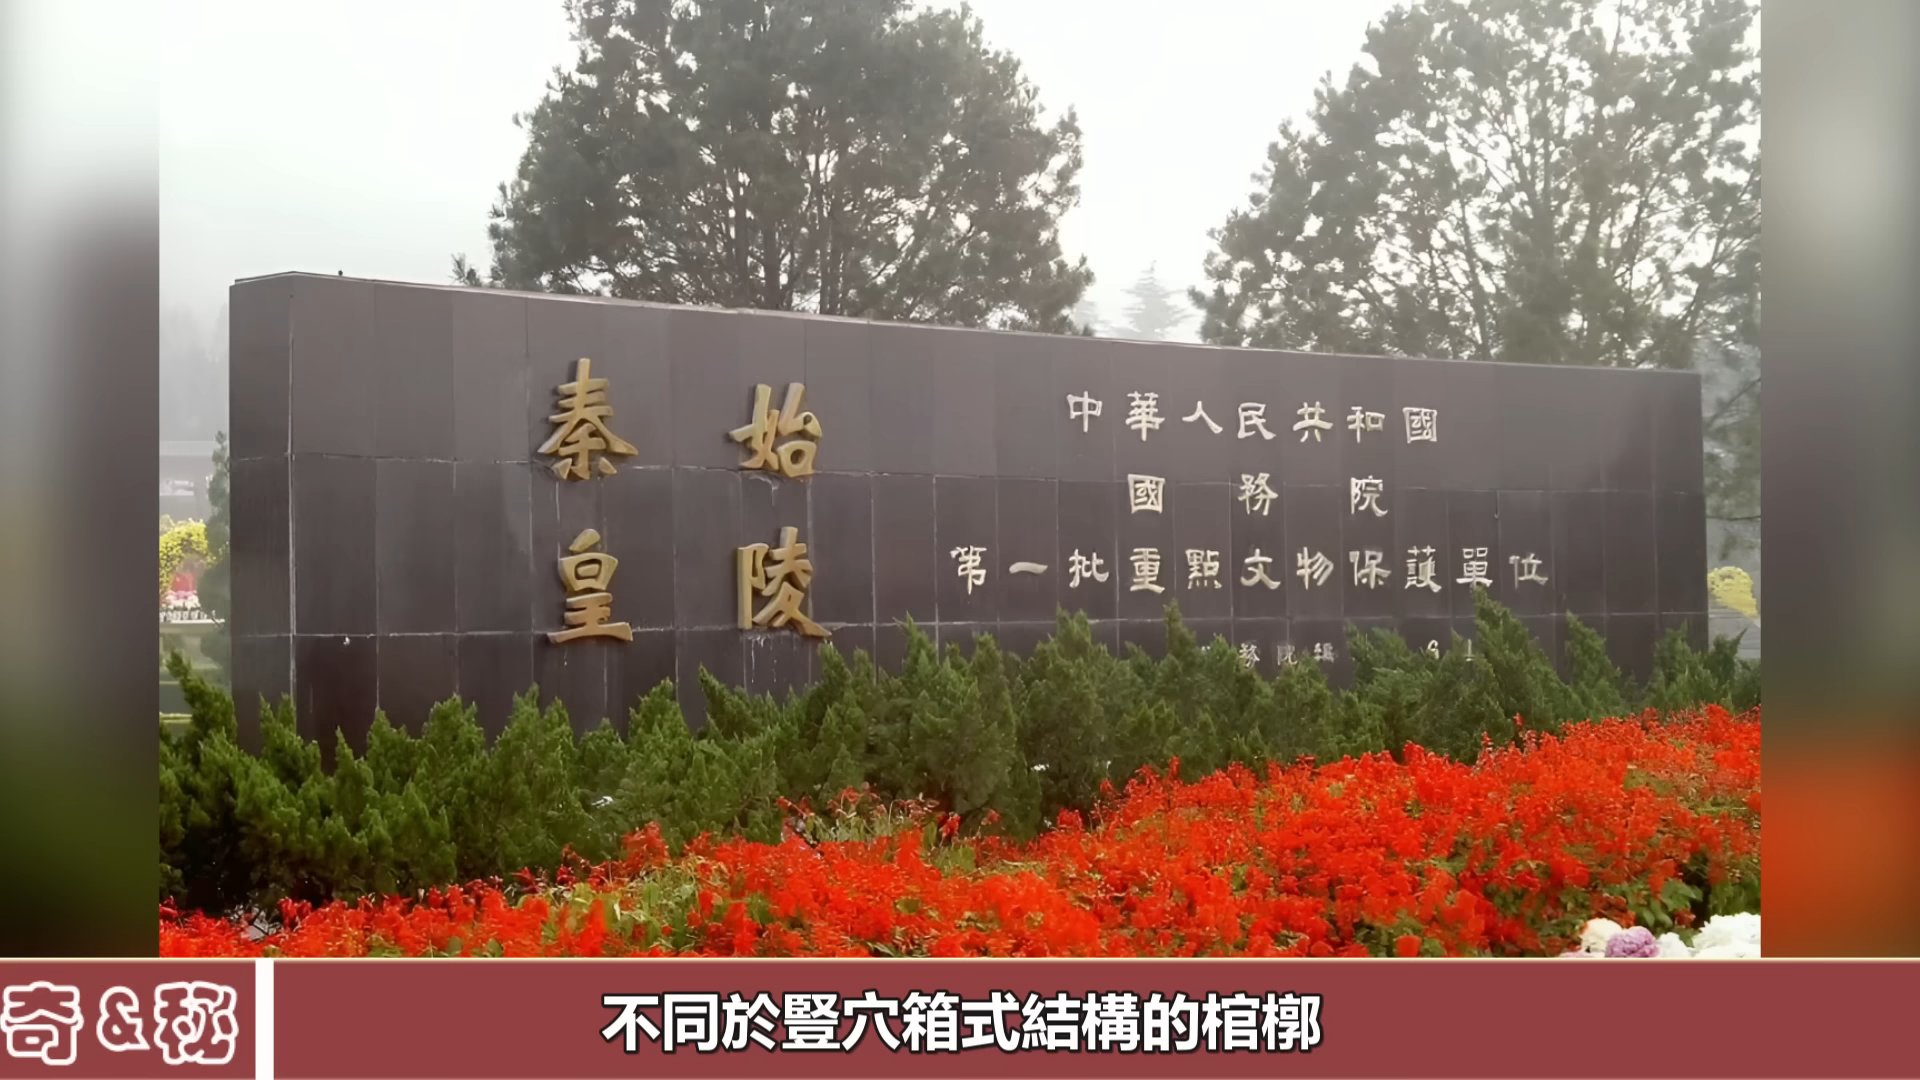 秦始
皇陵
中華人民共和國
國務院
第一批重點文物保護單位
務院
奇&秘
不同於豎穴箱式結構的棺槨